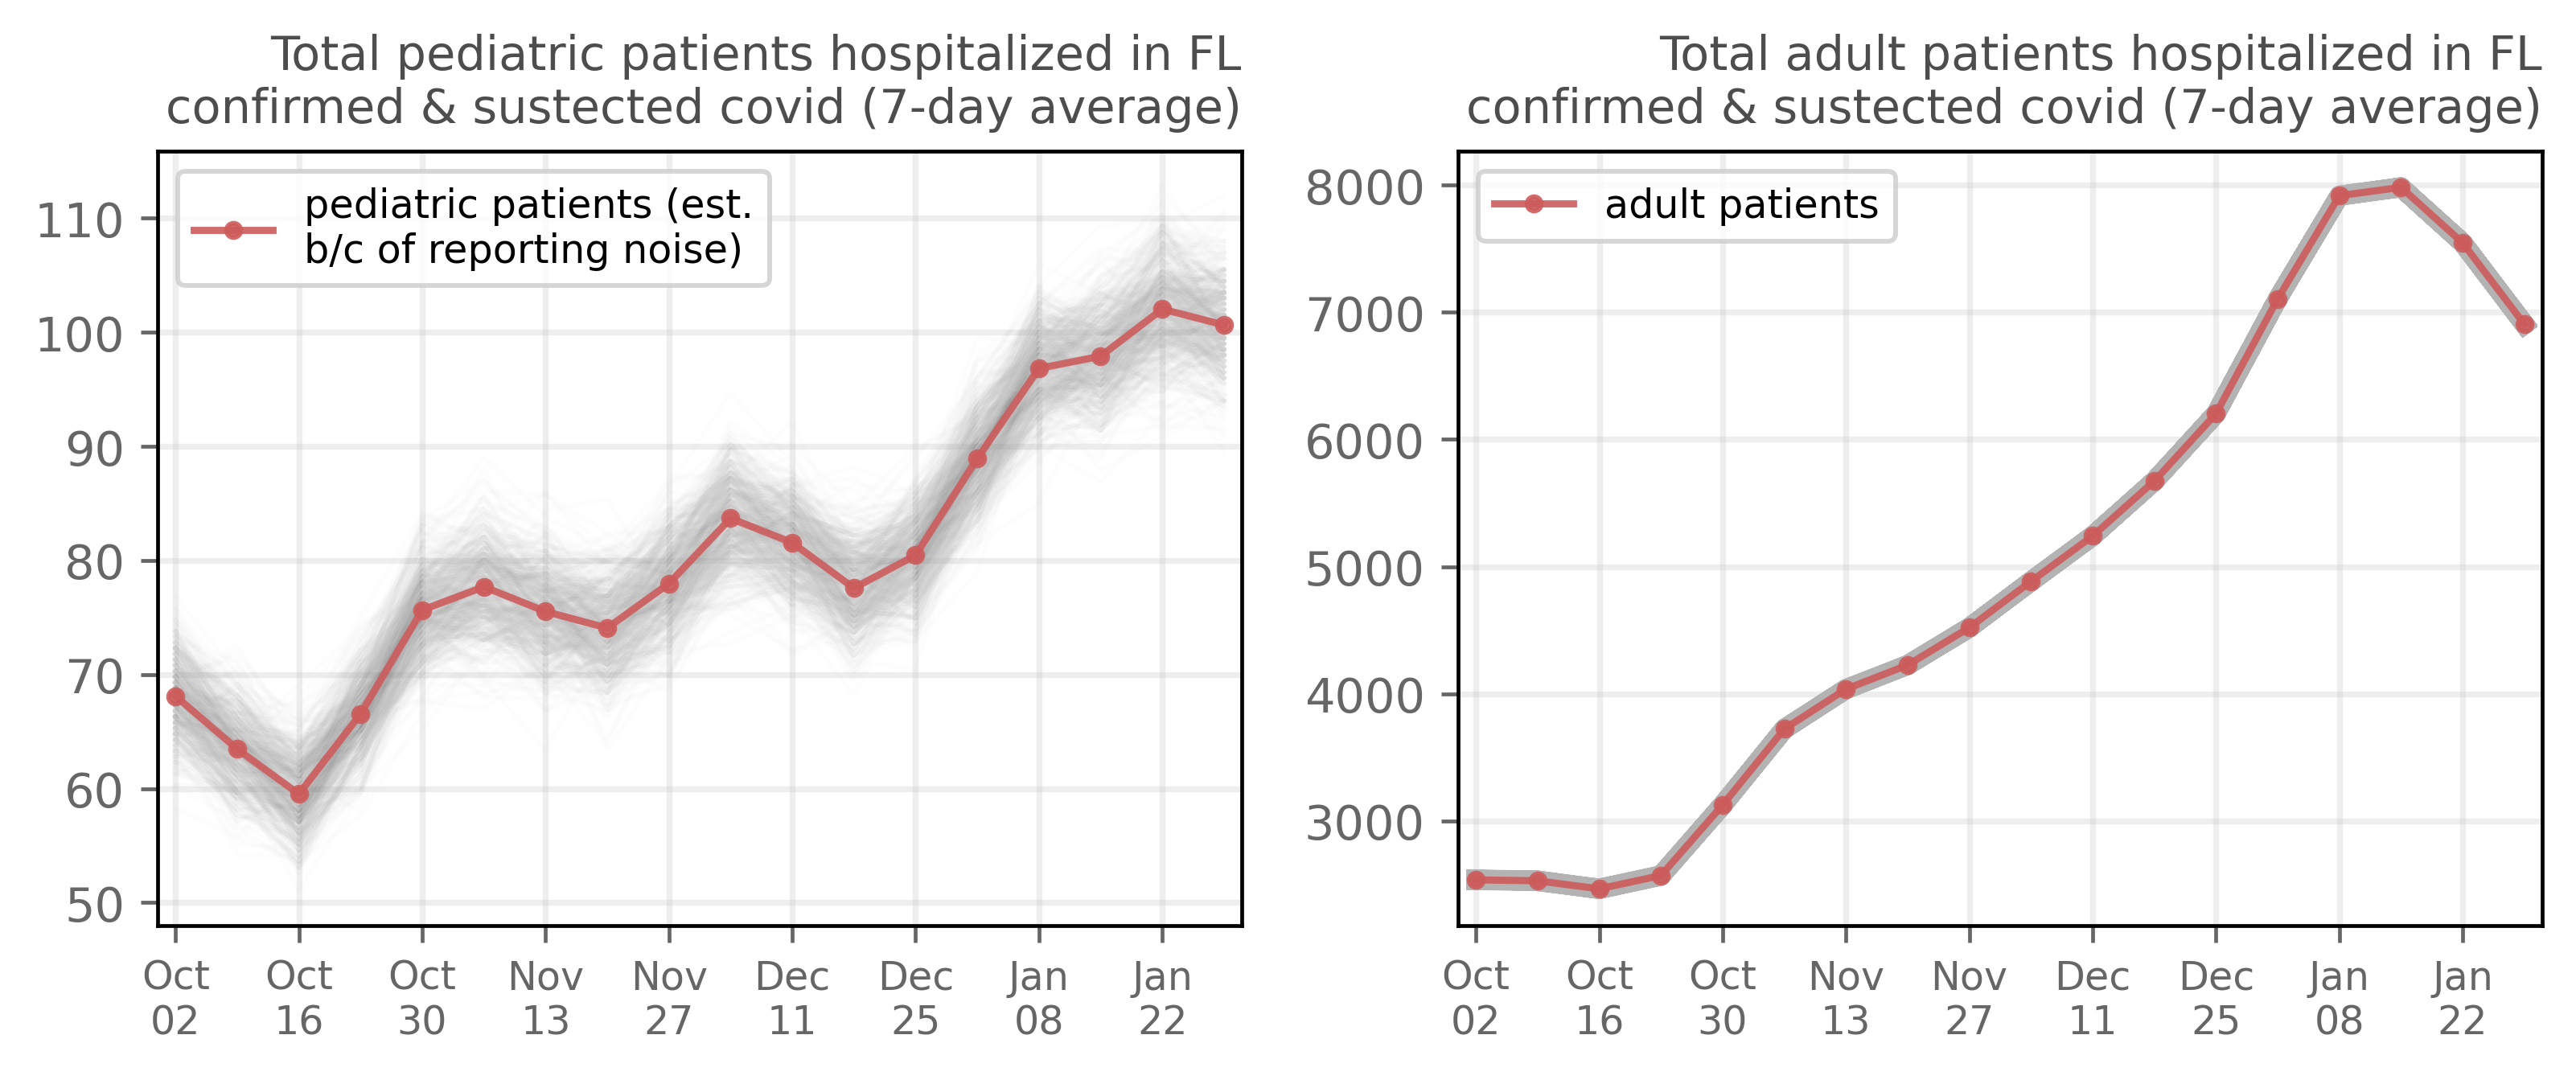 Total pediatric patients hospitalized in FL
confirmed & sustected covid (7-day average)
pediatric patients (est.
b/c of reporting noise)
110
100
90
80
70
60
50
Oct Oct Oct Nov Nov Dec Dec Jan Jan
02 16 30 13 27 11 25 08 22
Total adult patients hospitalized in FL
confirmed & sustected covid (7-day average)
adult patients
8000
7000
6000
5000
4000
3000
Oct Oct Oct Nov Nov Dec Dec Jan Jan
02 16 30 13 27 11 25 08 22